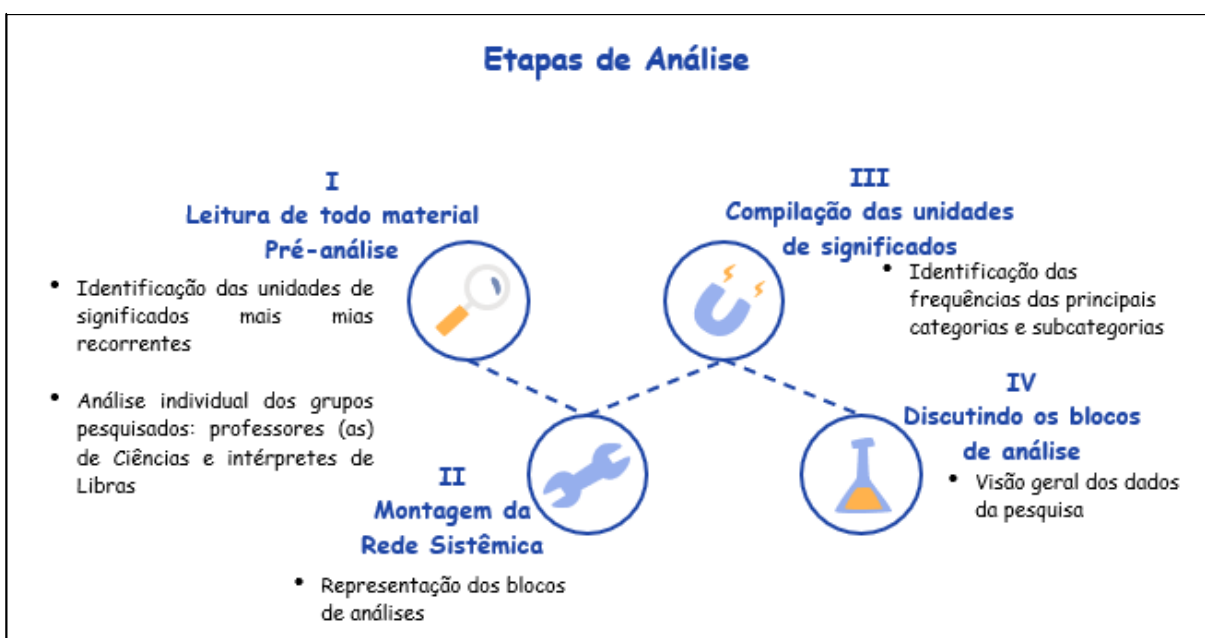 Etapas de Análise
I
Leitura de todo material
Pré-análise
• Identificação das unidades de
significados mais mias
recorrentes
• Análise individual dos grupos
pesquisados: professores (as)
de Ciências e intérpretes de
Libras
II
Montagem da
Rede Sistêmica
• Representação dos blocos
de análises
III
Compilação das unidades
de significados
• Identificação das
frequências das principais
categorias e subcategorias
IV
Discutindo os blocos
de análise
• Visão geral dos dados
da pesquisa